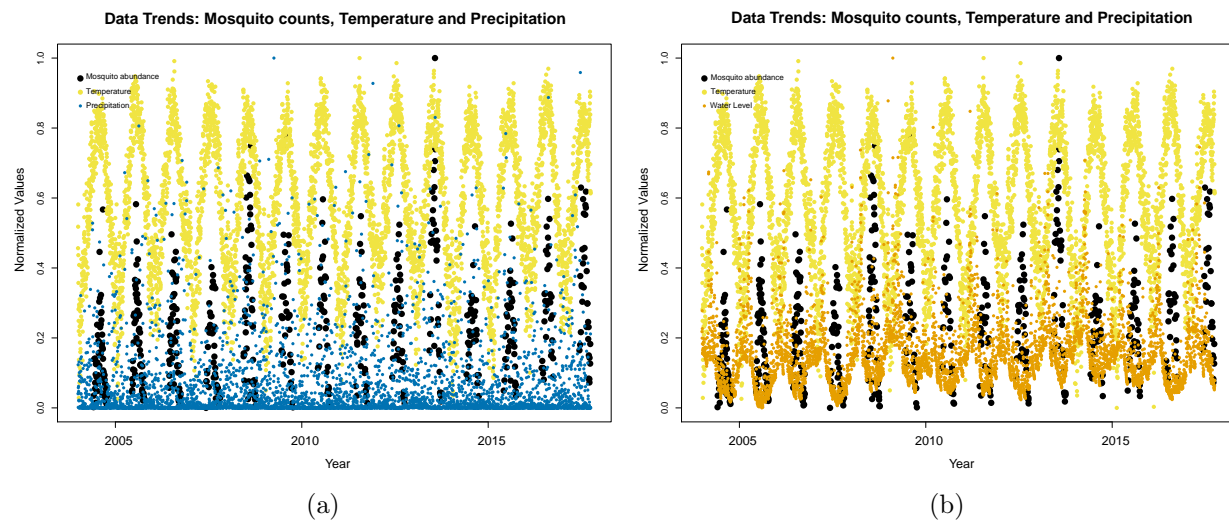 Data Trends: Mosquito counts, Temperature and Precipitation
Normalized Values
1.0
0.8
0.6
0.4
0.2
0.0
Mosquito abundance
Temperature
Precipitation
2005 2010 2015
Year
(a)
Data Trends: Mosquito counts, Temperature and Precipitation
Normalized Values
1.0
0.8
0.6
0.4
0.2
0.0
Mosquito abundance
Temperature
Water Level
2005 2010 2015
Year
(b)